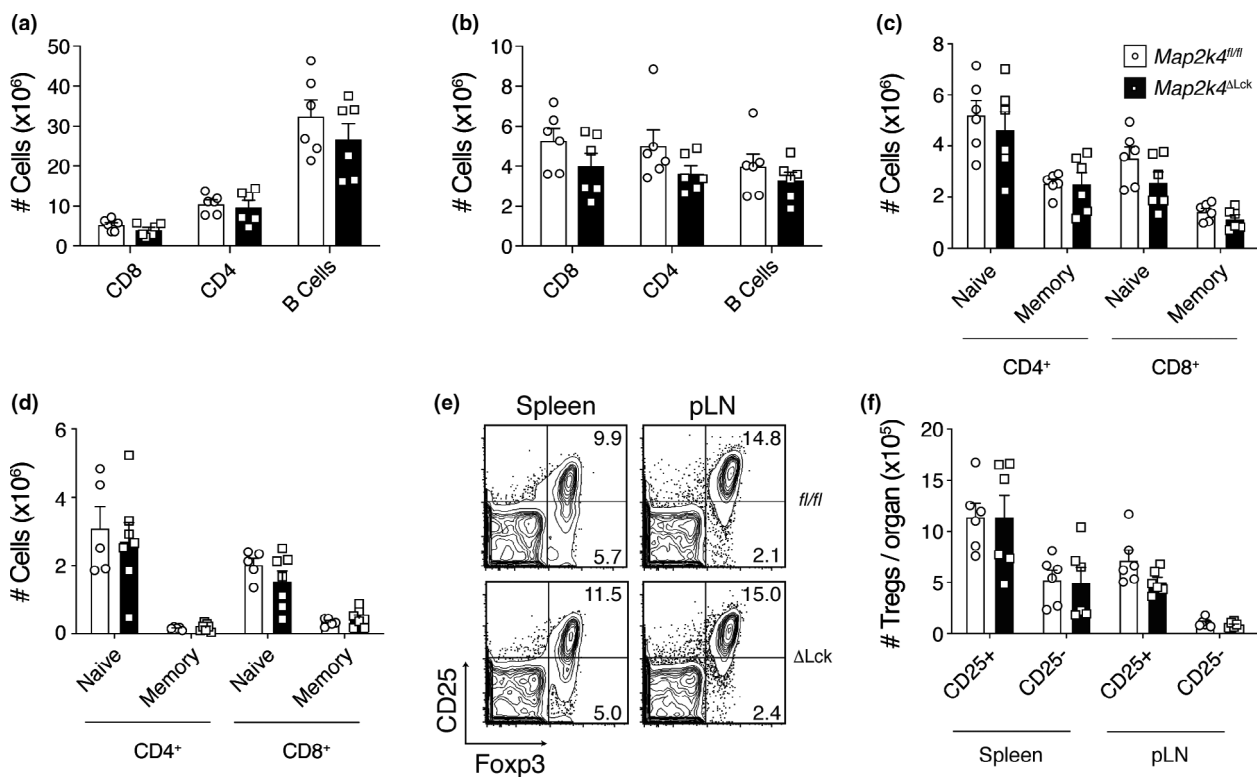 (a)
# Cells (x10⁶)
50
40
30
20
10
0
CD8
CD4
B Cells
(b)
# Cells (x10⁶)
10
8
6
4
2
0
CD8
CD4
B Cells
(c)
# Cells (x10⁶)
8
6
4
2
0
Naive
Memory
Naive
Memory
CD4⁺
CD8⁺
Map2k4ᶠˡ/ᶠˡ
Map2k4ᐃLck
(d)
# Cells (x10⁶)
6
4
2
0
Naive
Memory
Naive
Memory
CD4⁺
CD8⁺
(e)
Spleen
pLN
9.9
14.8
fl/fl
5.7
2.1
11.5
15.0
ΔLck
5.0
2.4
CD25
Foxp3
(f)
# Tregs / organ (x10⁵)
20
15
10
5
0
CD25+
CD25-
CD25+
CD25-
Spleen
pLN